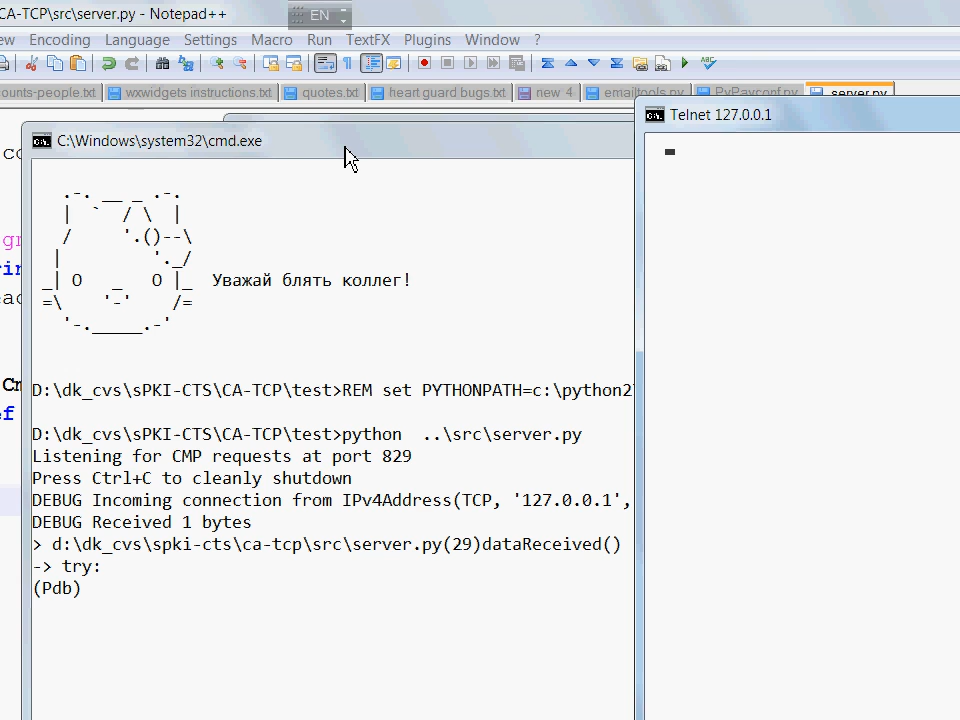 CA-TCP\src\server.py - Notepad++
EN
ew Encoding Language Settings Macro Run TextFX Plugins Window ?
ounts-people.txt wxwidgets instructions.txt quotes.txt heart guard bugs.txt new 4 emailtools.py PyPayconf.py server.py
Telnet 127.0.0.1
C:\Windows\system32\cmd.exe
Уважай блять коллег!
D:\dk_cvs\sPKI-CTS\CA-TCP\test>REM set PYTHONPATH=c:\python2
D:\dk_cvs\sPKI-CTS\CA-TCP\test>python  ..\src\server.py
Listening for CMP requests at port 829
Press Ctrl+C to cleanly shutdown
DEBUG Incoming connection from IPv4Address(TCP, '127.0.0.1',
DEBUG Received 1 bytes
> d:\dk_cvs\spki-cts\ca-tcp\src\server.py(29)dataReceived()
-> try:
(Pdb)